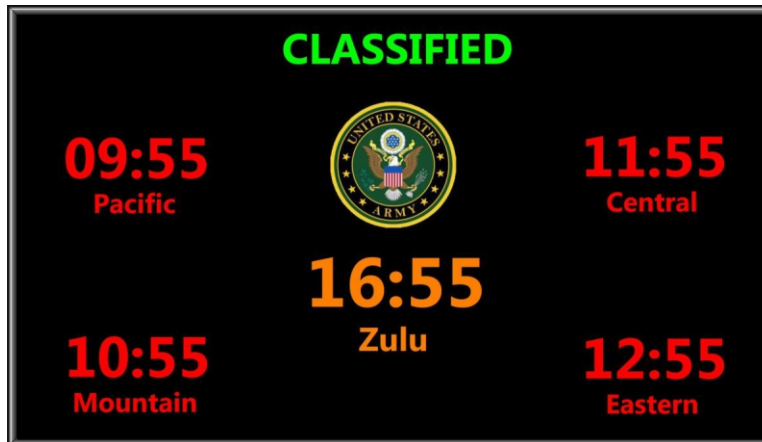 CLASSIFIED
UNITED STATES
ARMY
09:55
Pacific
11:55
Central
16:55
Zulu
10:55
Mountain
12:55
Eastern